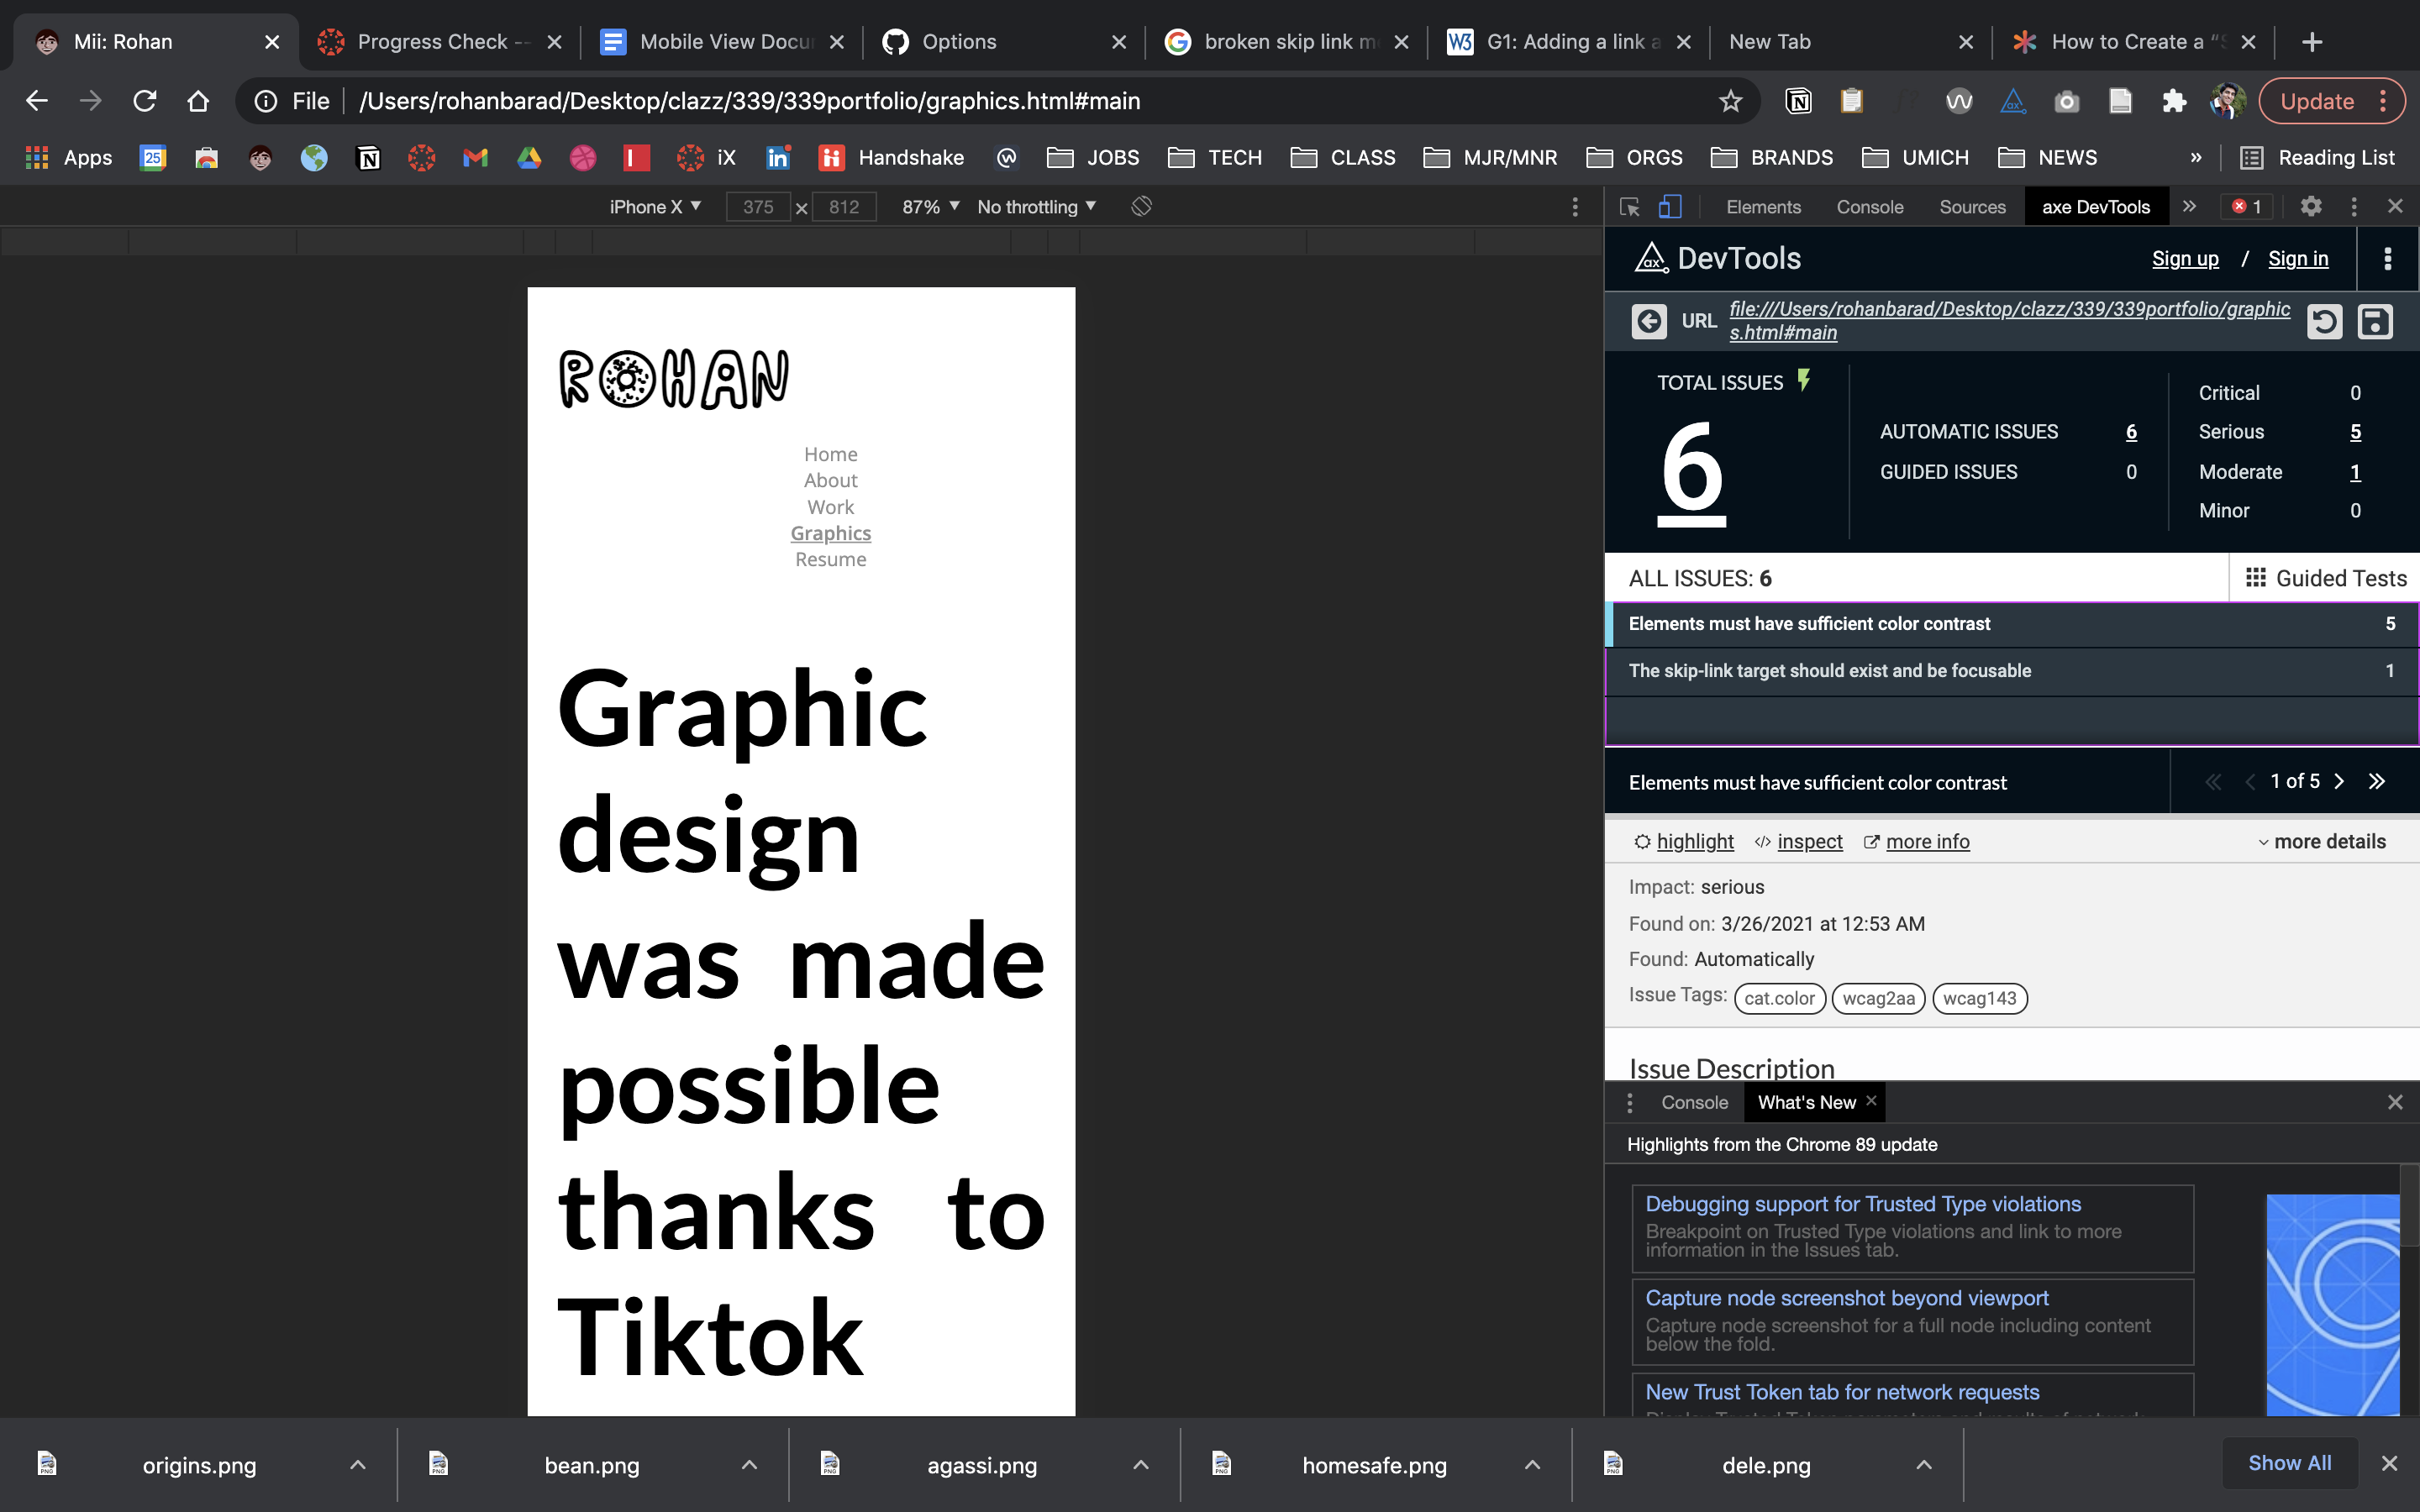 Mii: Rohan
Progress Check --
Mobile View Docu
Options
broken skip link m
G1: Adding a link a
New Tab
How to Create a "S
File /Users/rohanbarad/Desktop/clazz/339/339portfolio/graphics.html#main
Update
Apps
25
iX
Handshake
JOBS
TECH
CLASS
MJR/MNR
ORGS
BRANDS
UMICH
NEWS
»
Reading List
iPhone X 375 × 812 87% No throttling
Elements Console Sources axe DevTools » 1
DevTools
Sign up / Sign in
URL file:///Users/rohanbarad/Desktop/clazz/339/339portfolio/graphic
s.html#main
TOTAL ISSUES
6
AUTOMATIC ISSUES 6
GUIDED ISSUES 0
Critical 0
Serious 5
Moderate 1
Minor 0
ALL ISSUES: 6
Guided Tests
Elements must have sufficient color contrast 5
The skip-link target should exist and be focusable 1
Elements must have sufficient color contrast
1 of 5
highlight inspect more info more details
Impact: serious
Found on: 3/26/2021 at 12:53 AM
Found: Automatically
Issue Tags: cat.color wcag2aa wcag143
Issue Description
Console What's New
Highlights from the Chrome 89 update
Debugging support for Trusted Type violations
Breakpoint on Trusted Type violations and link to more
information in the Issues tab.
Capture node screenshot beyond viewport
Capture node screenshot for a full node including content
below the fold.
New Trust Token tab for network requests
ROHAN
Home
About
Work
Graphics
Resume
Graphic
design
was made
possible
thanks to
Tiktok
origins.png
bean.png
agassi.png
homesafe.png
dele.png
Show All